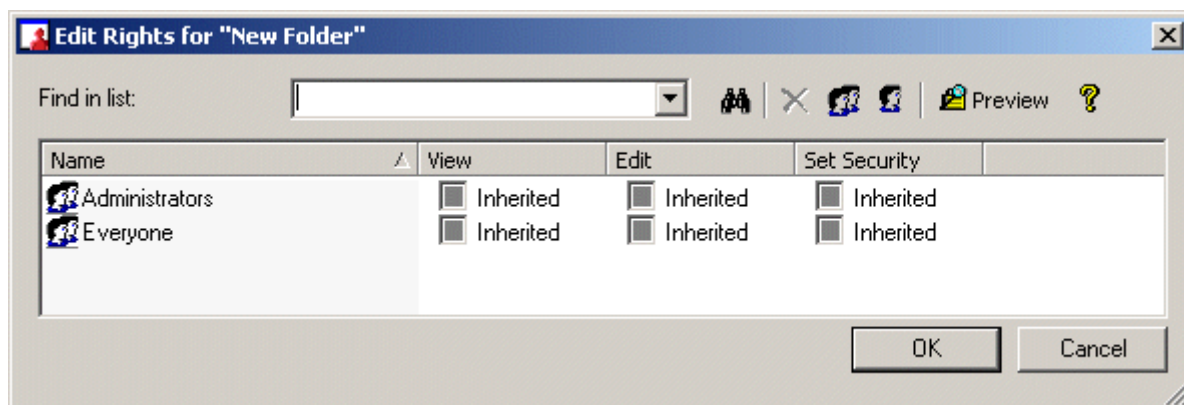 Edit Rights for "New Folder"
Find in list:
Preview
Name View Edit Set Security
Administrators Inherited Inherited Inherited
Everyone Inherited Inherited Inherited
OK Cancel